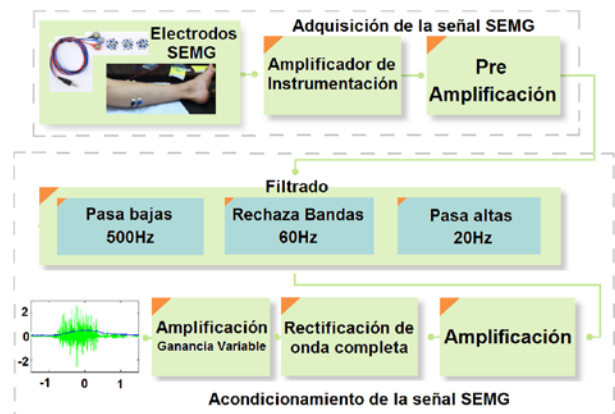 Adquisición de la señal SEMG
Electrodos
SEMG
Amplificador de
Instrumentación
Pre
Amplificación
Filtrado
Pasa bajas
500Hz
Rechaza Bandas
60Hz
Pasa altas
20Hz
2
0
-2
-1
0
1
Amplificación
Ganancia Variable
Rectificación de
onda completa
Amplificación
Acondicionamiento de la señal SEMG